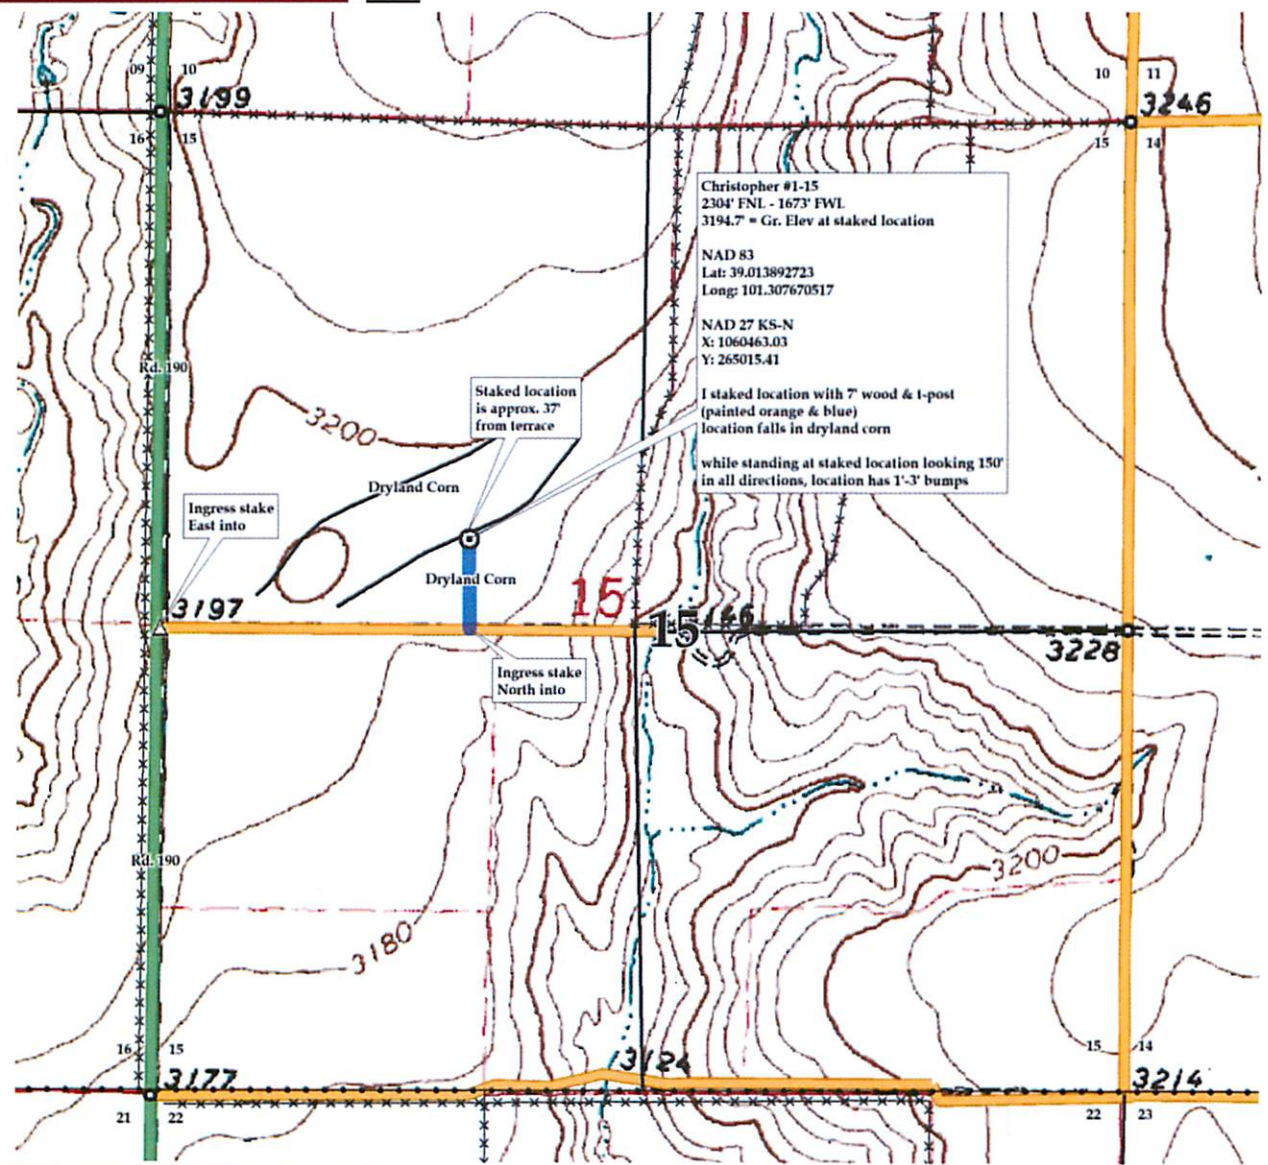 09 10
3199
16 15
10 11
3246
15 14
Christopher #1-15
2304' FNL - 1673' FWL
3194.7' = Gr. Elev at staked location
NAD 83
Lat: 39.013892723
Long: 101.307670517
NAD 27 KS-N
X: 1060463.03
Y: 265015.41
I staked location with 7' wood & t-post
(painted orange & blue)
location falls in dryland corn
while standing at staked location looking 150'
in all directions, location has 1'-3' bumps
Rd. 190
Staked location
is approx. 37'
from terrace
3200
Dryland Corn
Ingress stake
East into
Dryland Corn
3197
15
15
146
3228
Ingress stake
North into
Rd. 190
3200
3180
16 15
3177
21 22
3124
15 14
3214
22 23